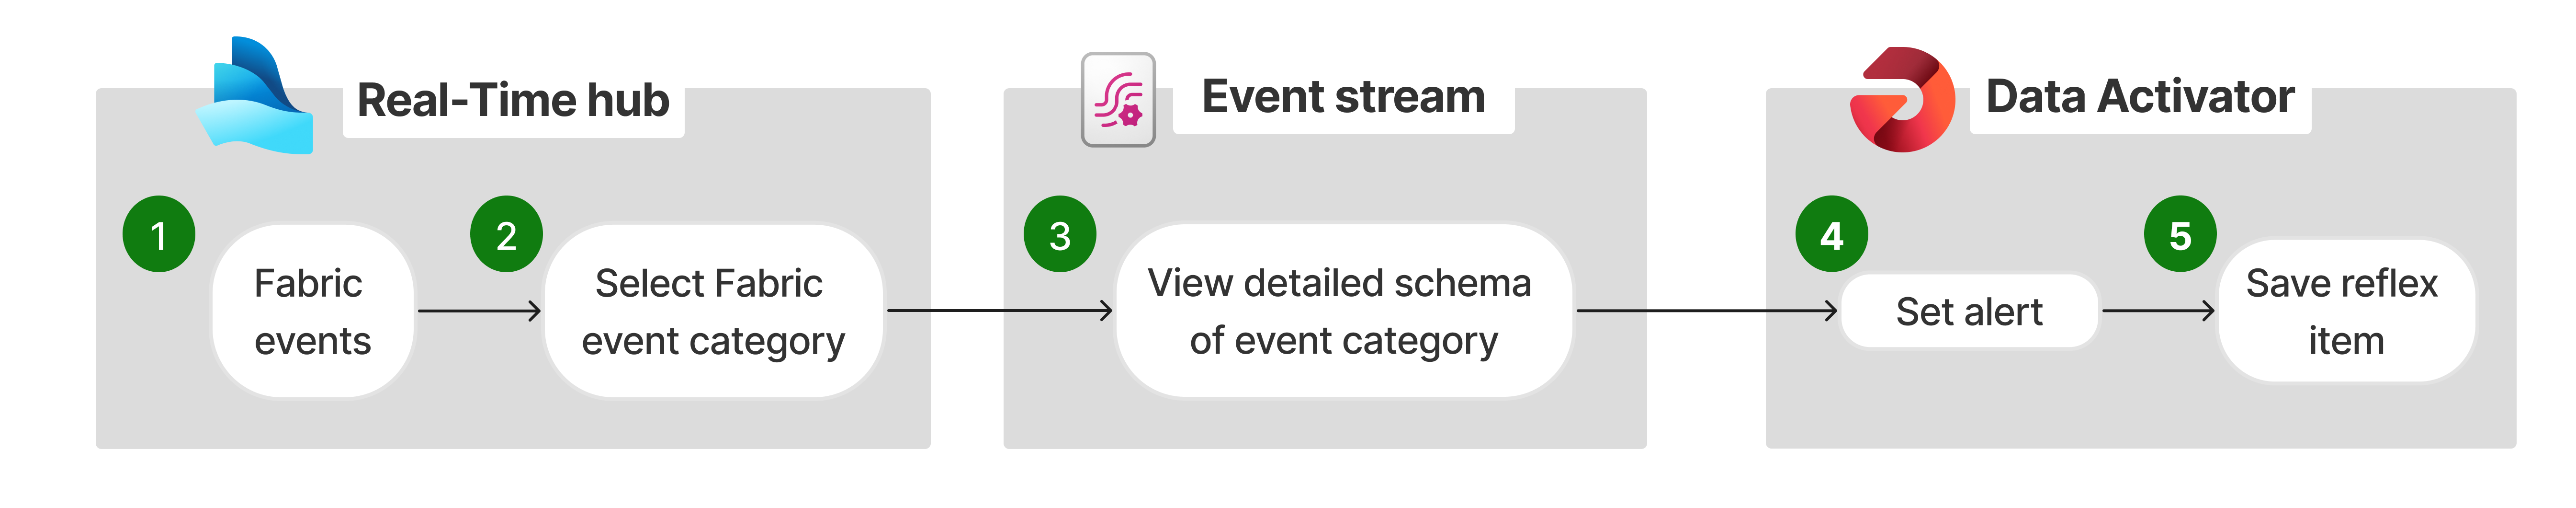 Real-Time hub
1
Fabric
events
2
Select Fabric
event category
Event stream
3
View detailed schema
of event category
Data Activator
4
Set alert
5
Save reflex
item